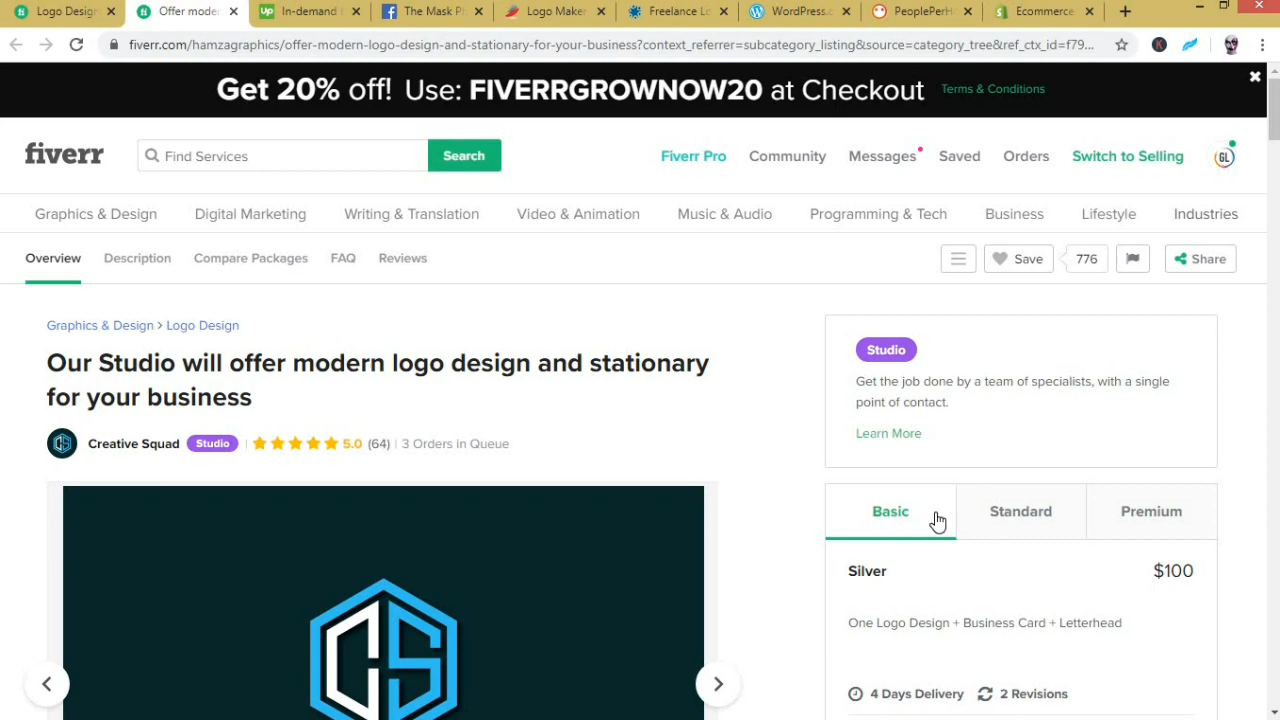 Logo Design
Offer mode
Up In-demand
The Mask P
Logo Maker
Freelance Lo
WordPress.c
PeoplePerH
Ecommerce
fiverr.com/hamzagraphics/offer-modern-logo-design-and-stationary-for-your-business?context_referrer=subcategory_listing&source=category_tree&ref_ctx_id=f79...
K
Get 20% off! Use: FIVERRGROWNOW20 at Checkout
Terms & Conditions
fiverr
Find Services
Search
Fiverr Pro
Community
Messages
Saved
Orders
Switch to Selling
GL
Graphics & Design
Digital Marketing
Writing & Translation
Video & Animation
Music & Audio
Programming & Tech
Business
Lifestyle
Industries
Overview
Description
Compare Packages
FAQ
Reviews
Save
776
Share
Graphics & Design > Logo Design
Our Studio will offer modern logo design and stationary
for your business
Creative Squad
Studio
5.0 (64)
3 Orders in Queue
Studio
Get the job done by a team of specialists, with a single
point of contact.
Learn More
Basic
Standard
Premium
Silver
$100
One Logo Design + Business Card + Letterhead
4 Days Delivery
2 Revisions
CS